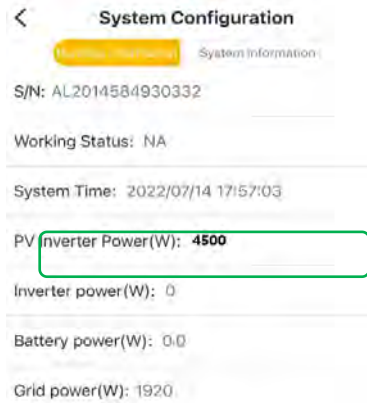 System Configuration
System Information
S/N: AL2014584930332
Working Status: NA
System Time: 2022/07/14 17:57:03
PV Inverter Power(W): 4500
Inverter power(W): 0
Battery power(W): 0.0
Grid power(W): 1920